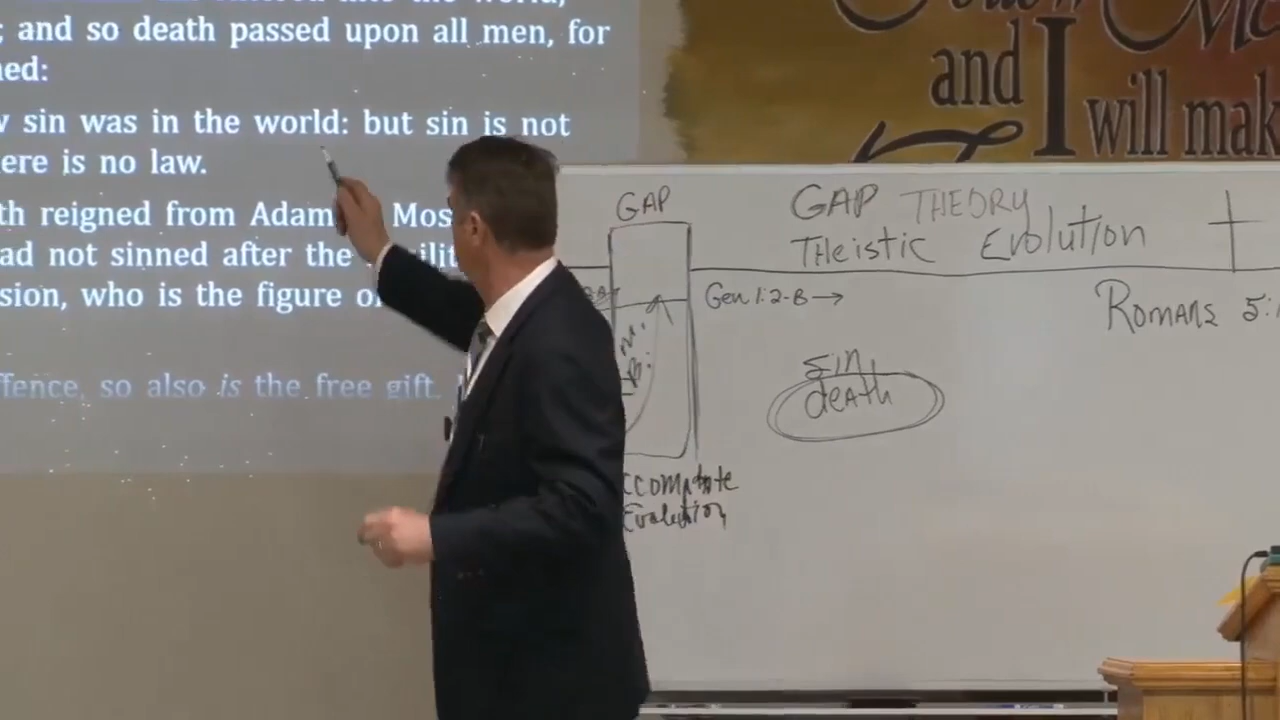 ; and so death passed upon all men, for
ned:
sin was in the world: but sin is not
ere is no law.
th reigned from Adam Mos
ad not sinned after the
sion, who is the figure
ffence, so also is the free gift.
and I will mak
GAP
GAP THEORY
Theistic Evolution
Gen 1:2-B→
Romans 5:
sin,
death
Evolution